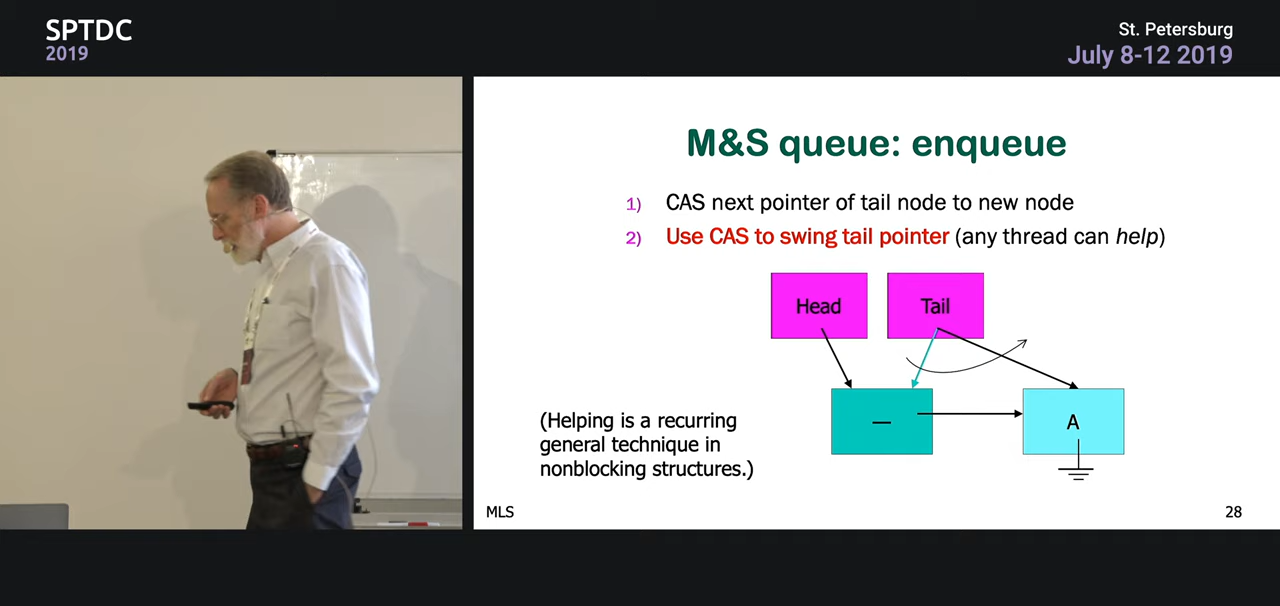 SPTDC
2019
St. Petersburg
July 8-12 2019
M&S queue: enqueue
1) CAS next pointer of tail node to new node
2) Use CAS to swing tail pointer (any thread can help)
Head
Tail
—
A
(Helping is a recurring
general technique in
nonblocking structures.)
MLS
28